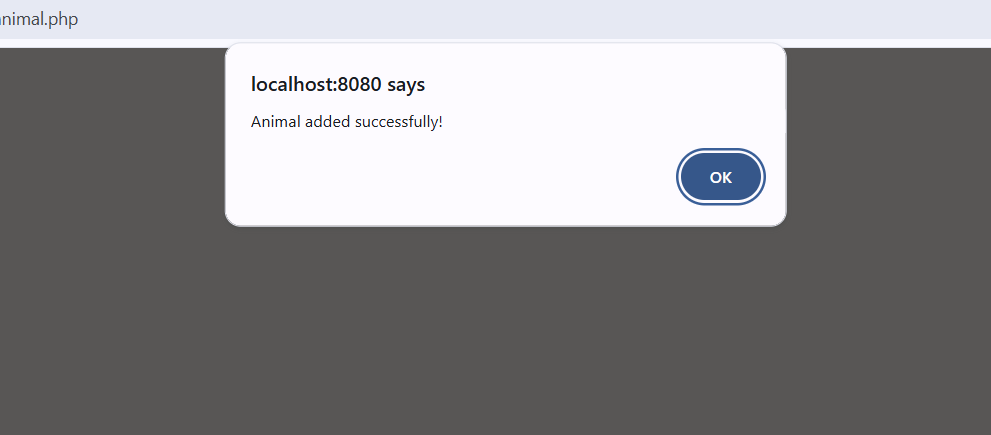 nimal.php
localhost:8080 says
Animal added successfully!
OK